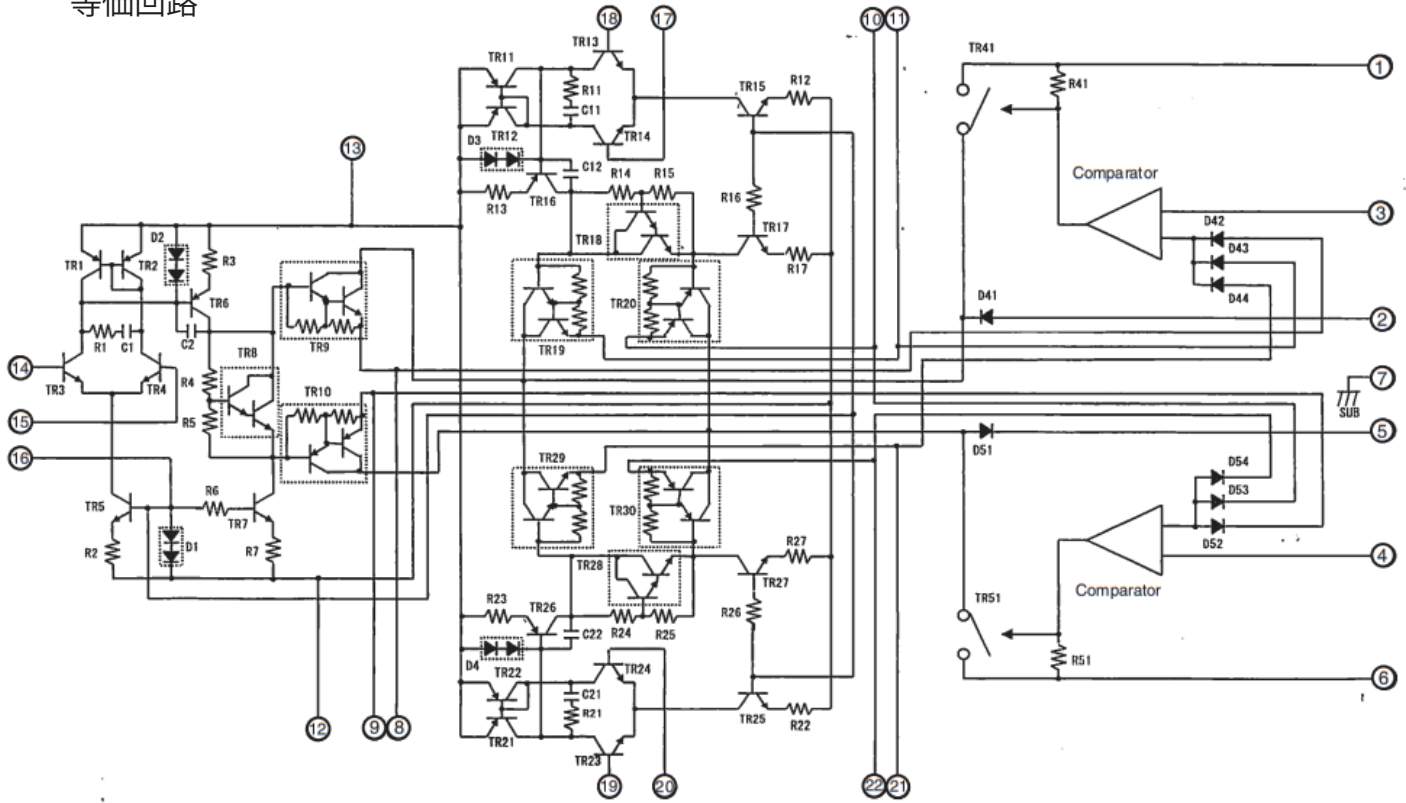 等価回路
18 17 10 11
TR13 TR41
TR11 1
R12
TR15 R41
R11
C11
TR12 TR14
D3
13 Comparator
C12 R14 R15
R16
R13 TR16 3
D42
D2 TR18 TR17 D43
TR1 TR2 R3 R17
D44
TR6 TR20 D41
2
R1 C1 C2 TR9 TR19
TR8
14 TR3 TR4 R4 7
TR10
SUB
15 R5 5
D51
16 TR29 D54
R6 D53
TR5 TR7 TR30
D52
R2 D1 R7 R27
TR28 4
TR27
Comparator
R23 TR26 R26 TR51
C22 R24 R25
D4 TR24
TR22 R51
C21 6
R21 TR25 R22
12 9 8 TR21
TR23
19 20 22 21